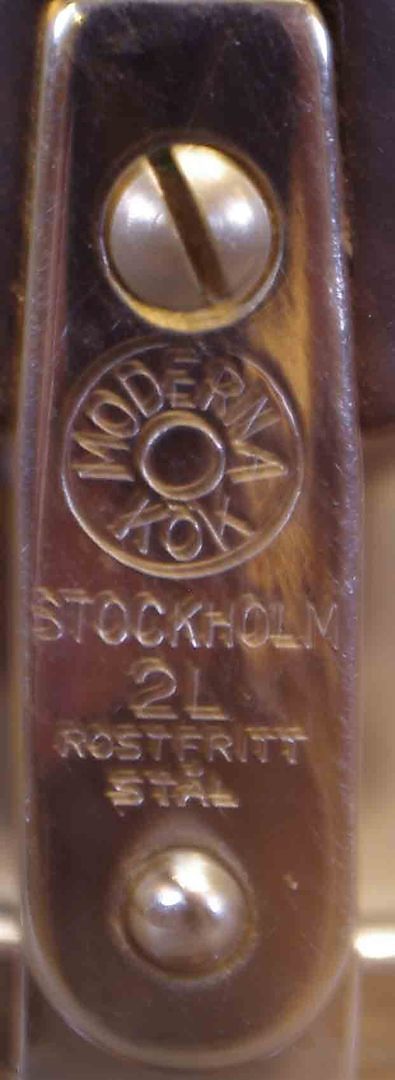 MODERNA
KÖK
STOCKHOLM
2L
ROSTFRITT
STÅL